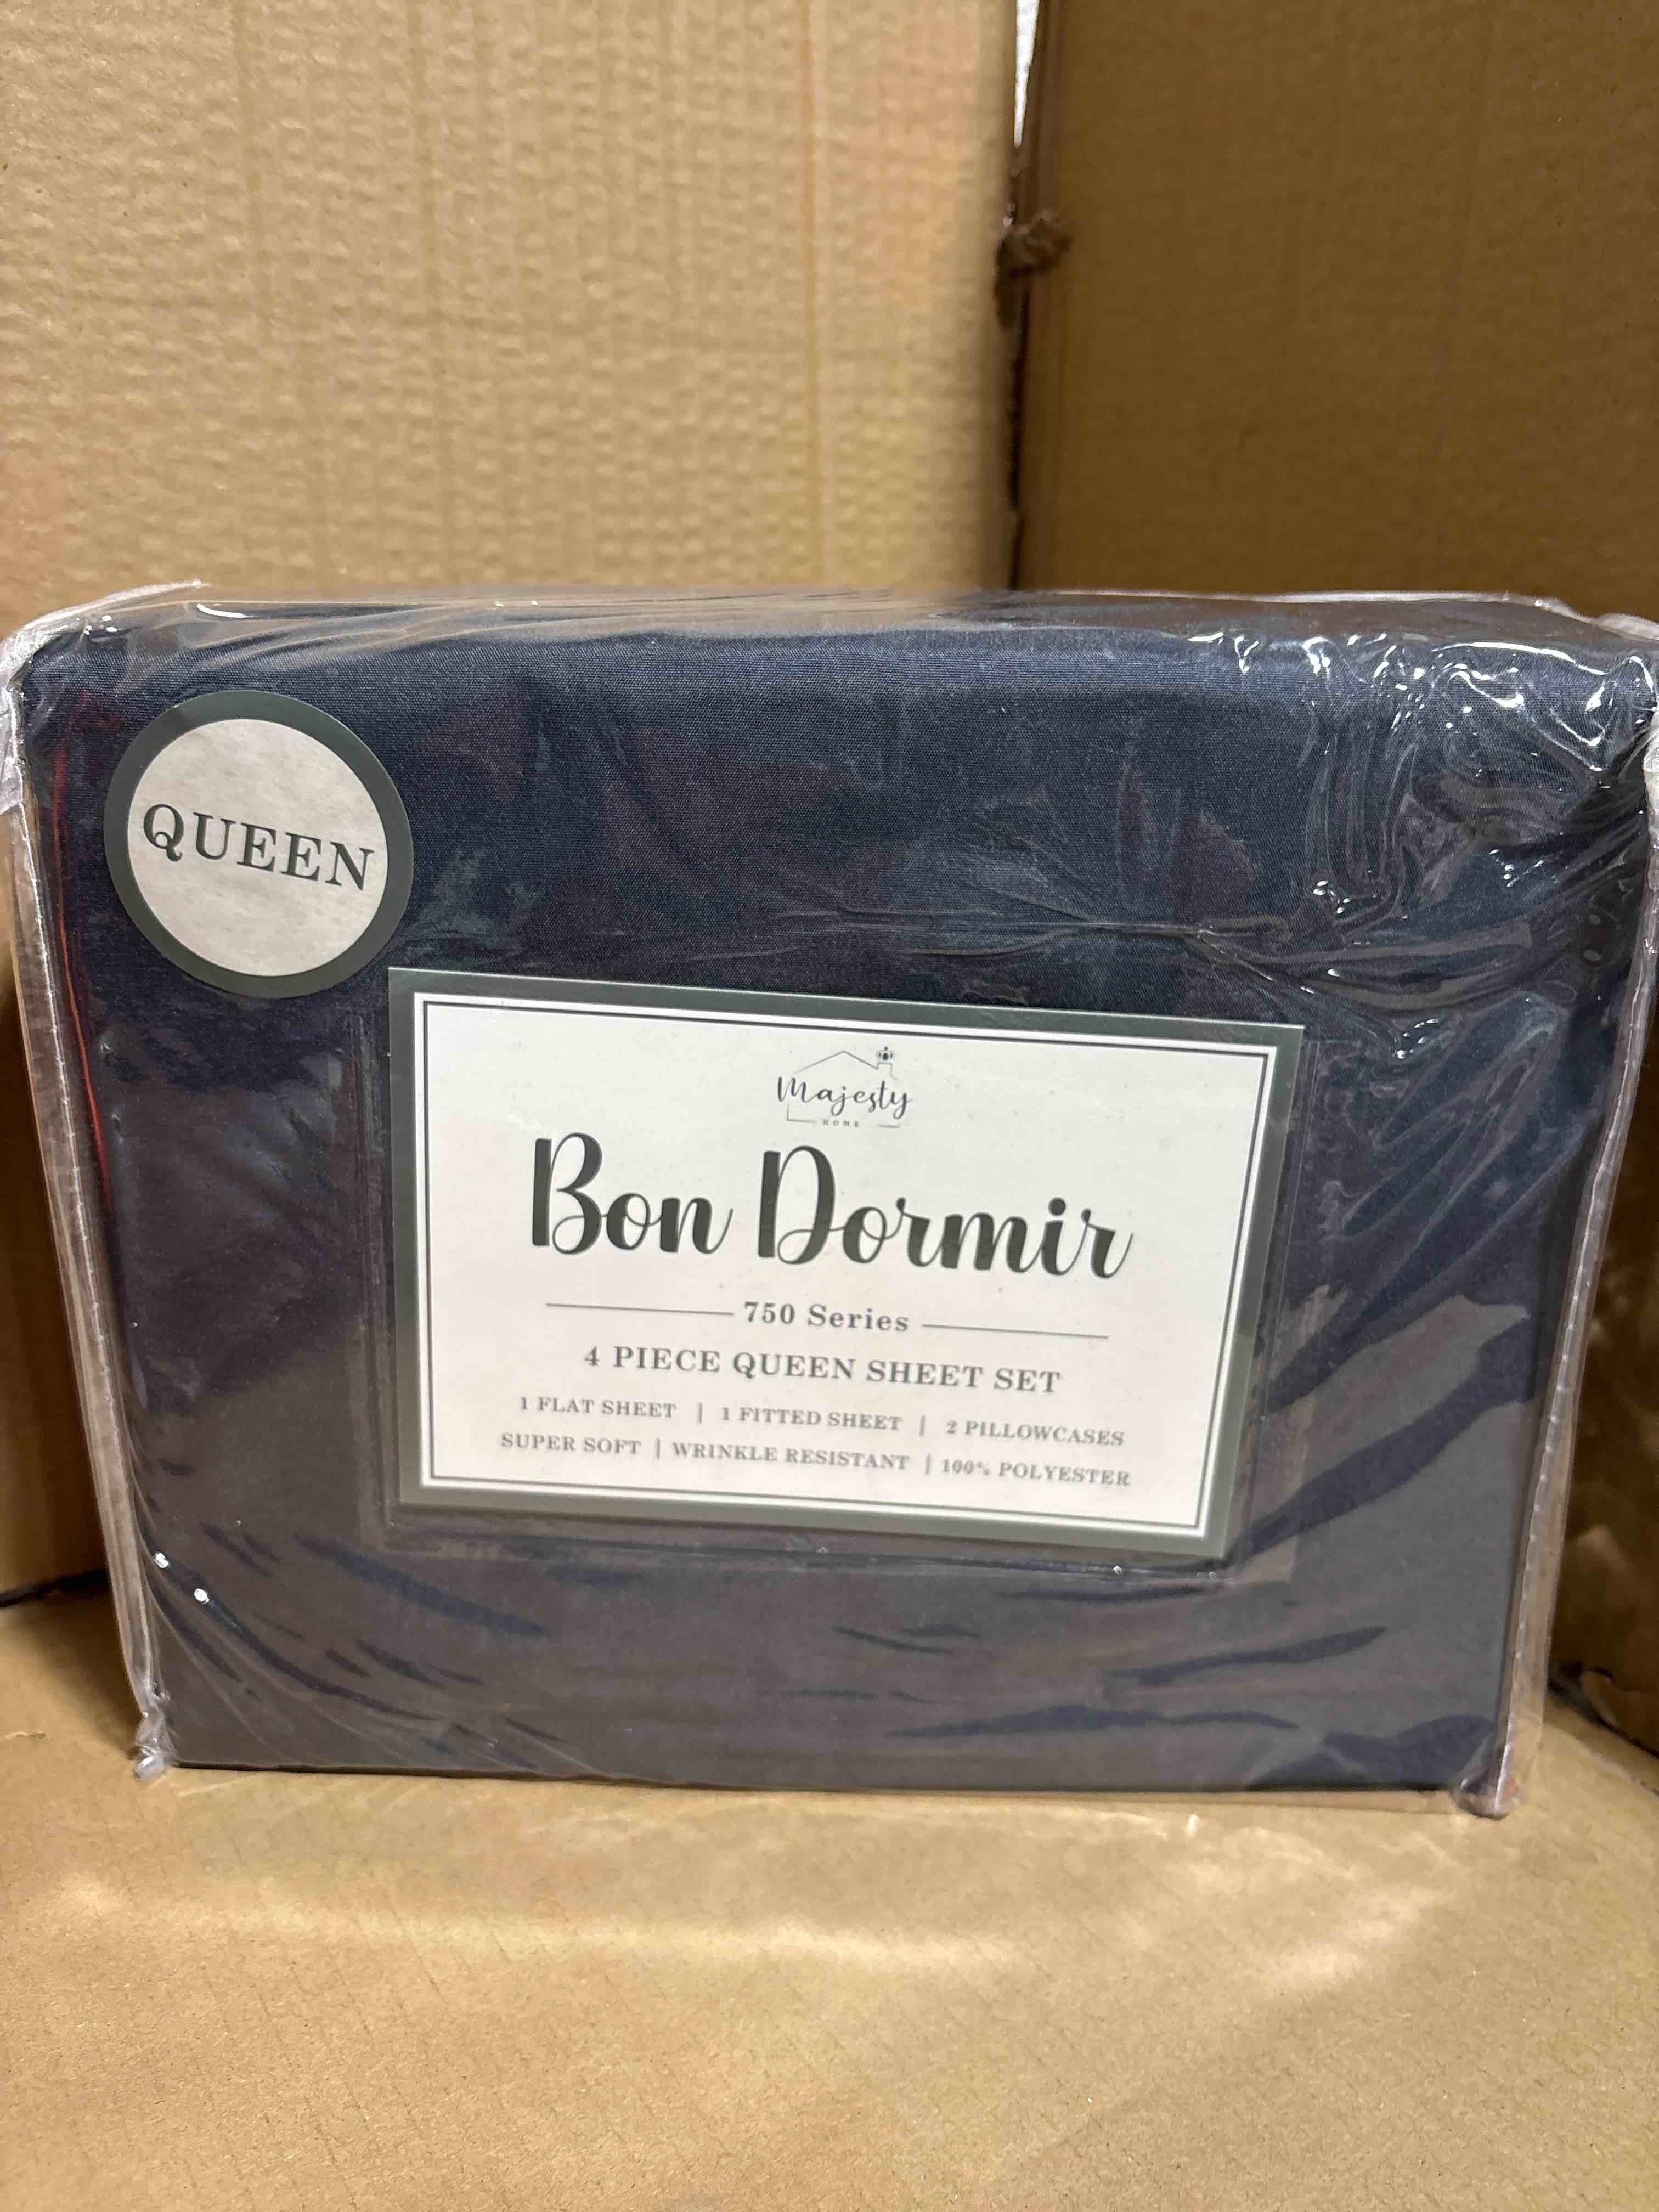 QUEEN
Majesty
HOME
Bon Dormir
750 Series
4 PIECE QUEEN SHEET SET
1 FLAT SHEET | 1 FITTED SHEET | 2 PILLOWCASES
SUPER SOFT | WRINKLE RESISTANT | 100% POLYESTER